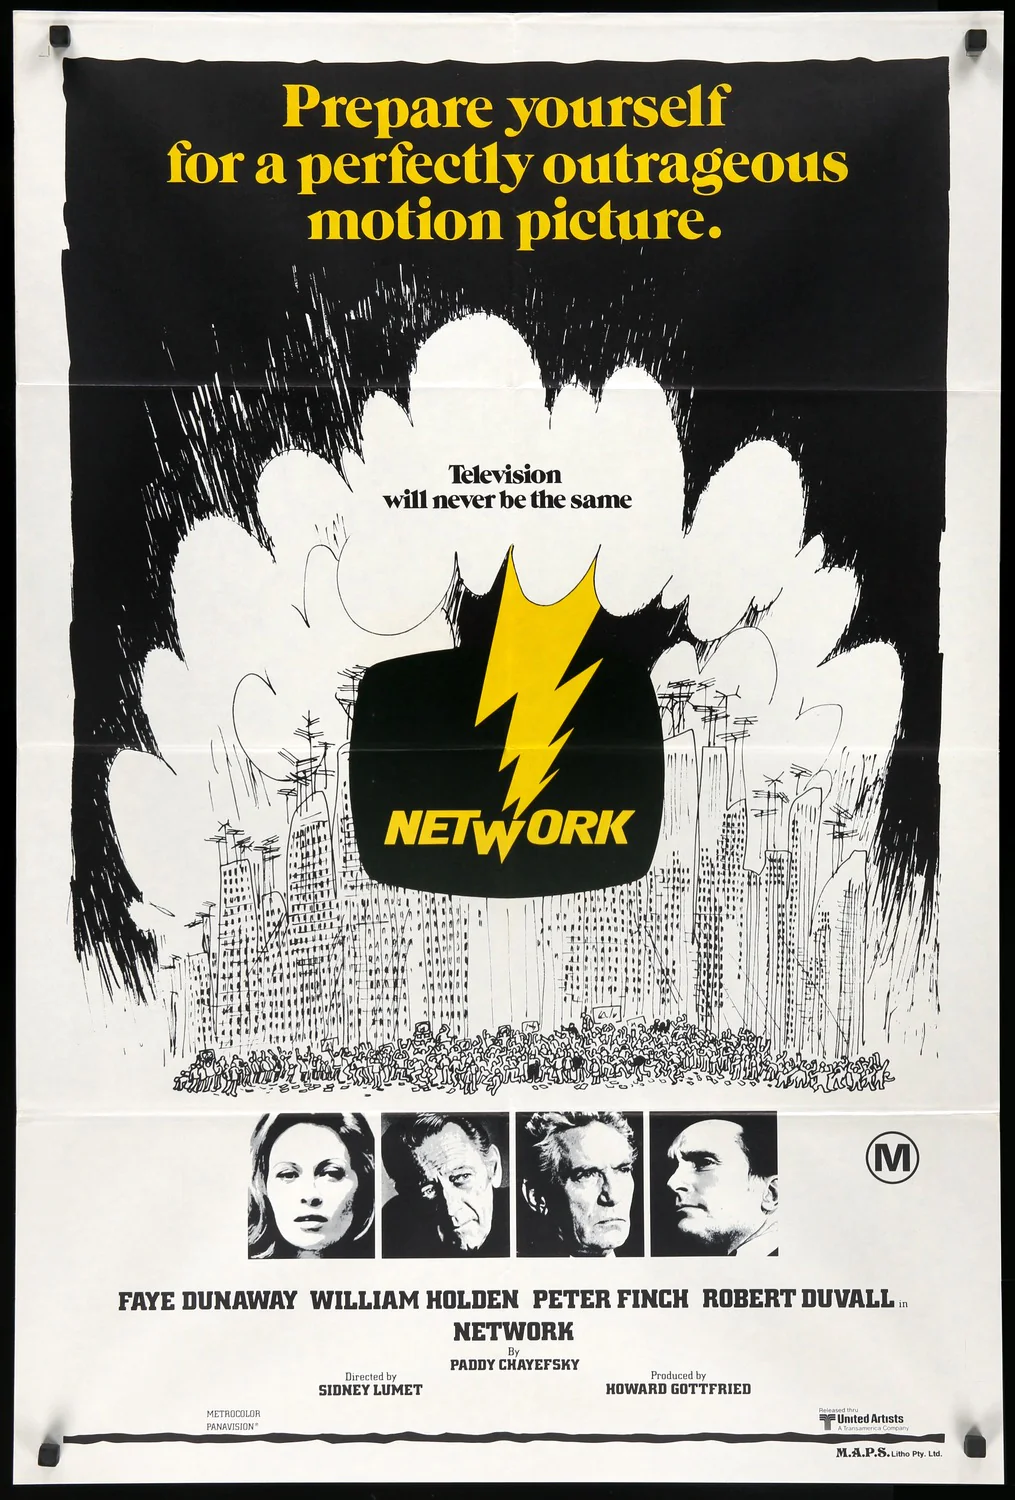 Prepare yourself
for a perfectly outrageous
motion picture.
Television
will never be the same
NETWORK
M
FAYE DUNAWAY WILLIAM HOLDEN PETER FINCH ROBERT DUVALL in
NETWORK
By
PADDY CHAYEFSKY
Directed by
SIDNEY LUMET
Produced by
HOWARD GOTTFRIED
METROCOLOR
PANAVISION®
Released thru
United Artists
A Transamerica Company
M.A.P.S. Litho Pty. Ltd.